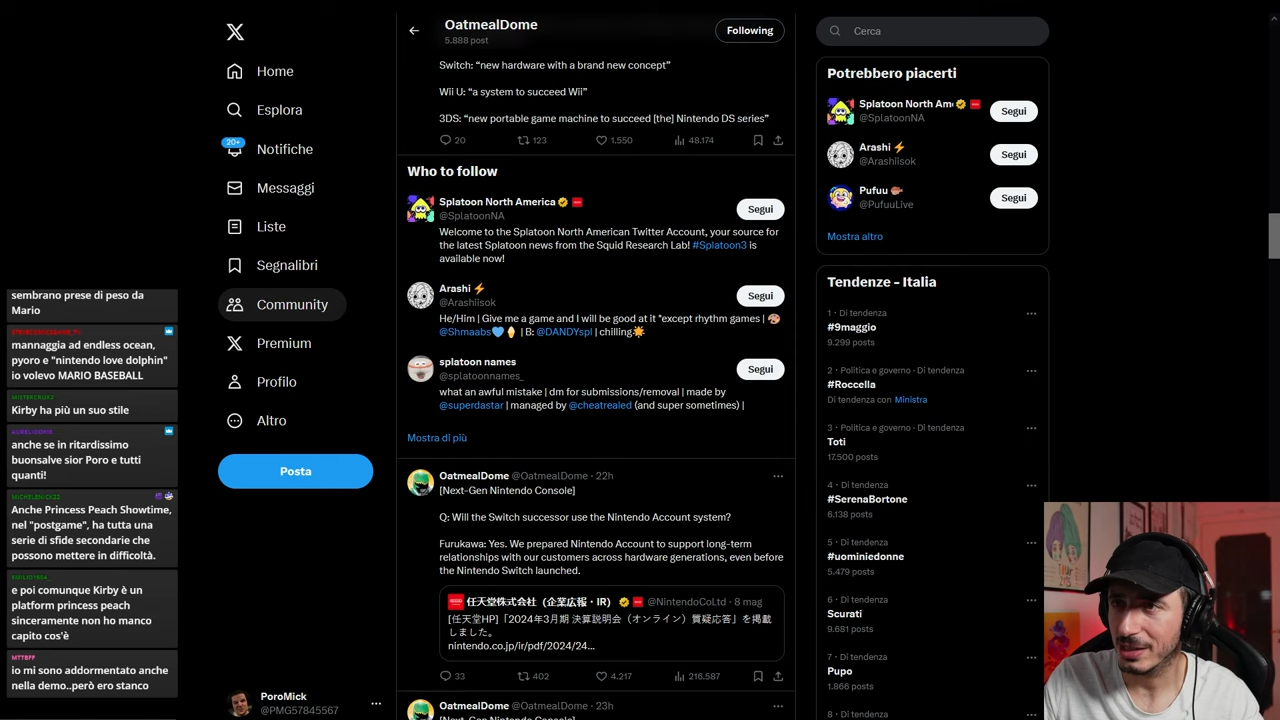 sembrano prese di peso da
Mario
mannaggia ad endless ocean,
pyoro e "nintendo love dolphin"
io volevo MARIO BASEBALL
Kirby ha più un suo stile
anche se in ritardissimo
buonsalve sior Poro e tutti
quanti!
MICHELENICK22
Anche Princess Peach Showtime,
nel "postgame", ha tutta una
serie di sfide secondarie che
possono mettere in difficoltà.
e poi comunque Kirby è un
platform princess peach
sinceramente non ho manco
capito cos'è
MTTBFF
io mi sono addormentato anche
nella demo..però ero stanco
Home
Esplora
20+
Notifiche
Messaggi
Liste
Segnalibri
Community
Premium
Profilo
Altro
Posta
PoroMick
@PMG57845567
OatmealDome
5.888 post
Following
Switch: “new hardware with a brand new concept”
Wii U: “a system to succeed Wii”
3DS: “new portable game machine to succeed [the] Nintendo DS series”
20 123 1.550 48.174
Who to follow
Splatoon North America
@SplatoonNA
Segui
Welcome to the Splatoon North American Twitter Account, your source for
the latest Splatoon news from the Squid Research Lab! #Splatoon3 is
available now!
Arashi ⚡
@Arashiisok
Segui
He/Him | Give me a game and I will be good at it *except rhythm games | 🎨
@Shmaabs💙🍦 | B: @DANDYspl | chilling☀️
splatoon names
@splatoonnames_
Segui
what an awful mistake | dm for submissions/removal | made by
@superdastar | managed by @cheatrealed (and super sometimes) |
Mostra di più
OatmealDome @OatmealDome · 22h
[Next-Gen Nintendo Console]
Q: Will the Switch successor use the Nintendo Account system?
Furukawa: Yes. We prepared Nintendo Account to support long-term
relationships with our customers across hardware generations, even before
the Nintendo Switch launched.
任天堂株式会社（企業広報・IR） @NintendoCoLtd · 8 mag
[任天堂HP]「2024年3月期 決算説明会（オンライン）質疑応答」を掲載
しました。
nintendo.co.jp/ir/pdf/2024/24...
33 402 4.217 216.587
OatmealDome @OatmealDome · 23h
[Next-Gen Nintendo Console]
Cerca
Potrebbero piacerti
Splatoon North Am
@SplatoonNA
Segui
Arashi ⚡
@Arashiisok
Segui
Pufuu
@PufuuLive
Segui
Mostra altro
Tendenze – Italia
1 · Di tendenza
#9maggio
9.299 posts
2 · Politica e governo · Di tendenza
#Roccella
Di tendenza con Ministra
3 · Politica e governo · Di tendenza
Toti
17.500 posts
4 · Di tendenza
#SerenaBortone
6.138 posts
5 · Di tendenza
#uominiedonne
5.479 posts
6 · Di tendenza
Scurati
9.681 posts
7 · Di tendenza
Pupo
1.866 posts
8 · Di tendenza